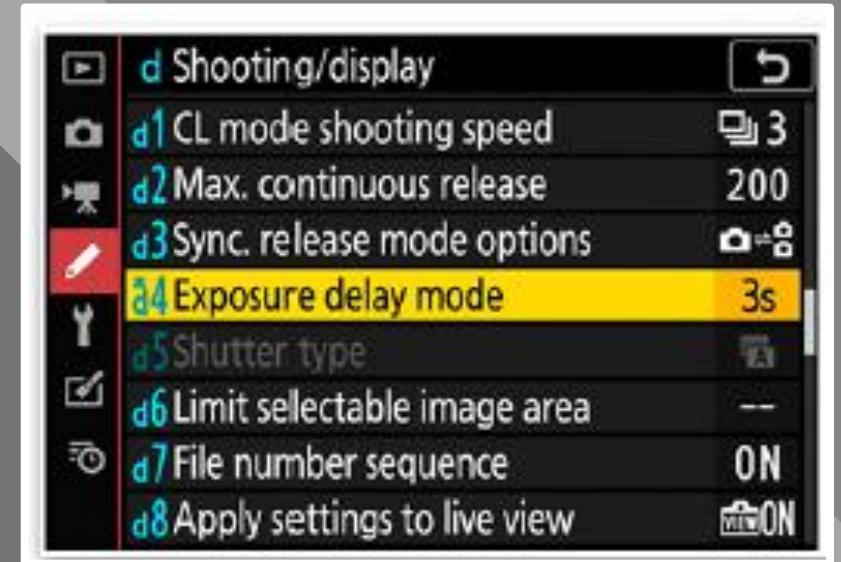 d Shooting/display
d1 CL mode shooting speed 3
d2 Max. continuous release 200
d3 Sync. release mode options
d4 Exposure delay mode 3s
d5 Shutter type A
d6 Limit selectable image area --
d7 File number sequence ON
d8 Apply settings to live view VIEW ON